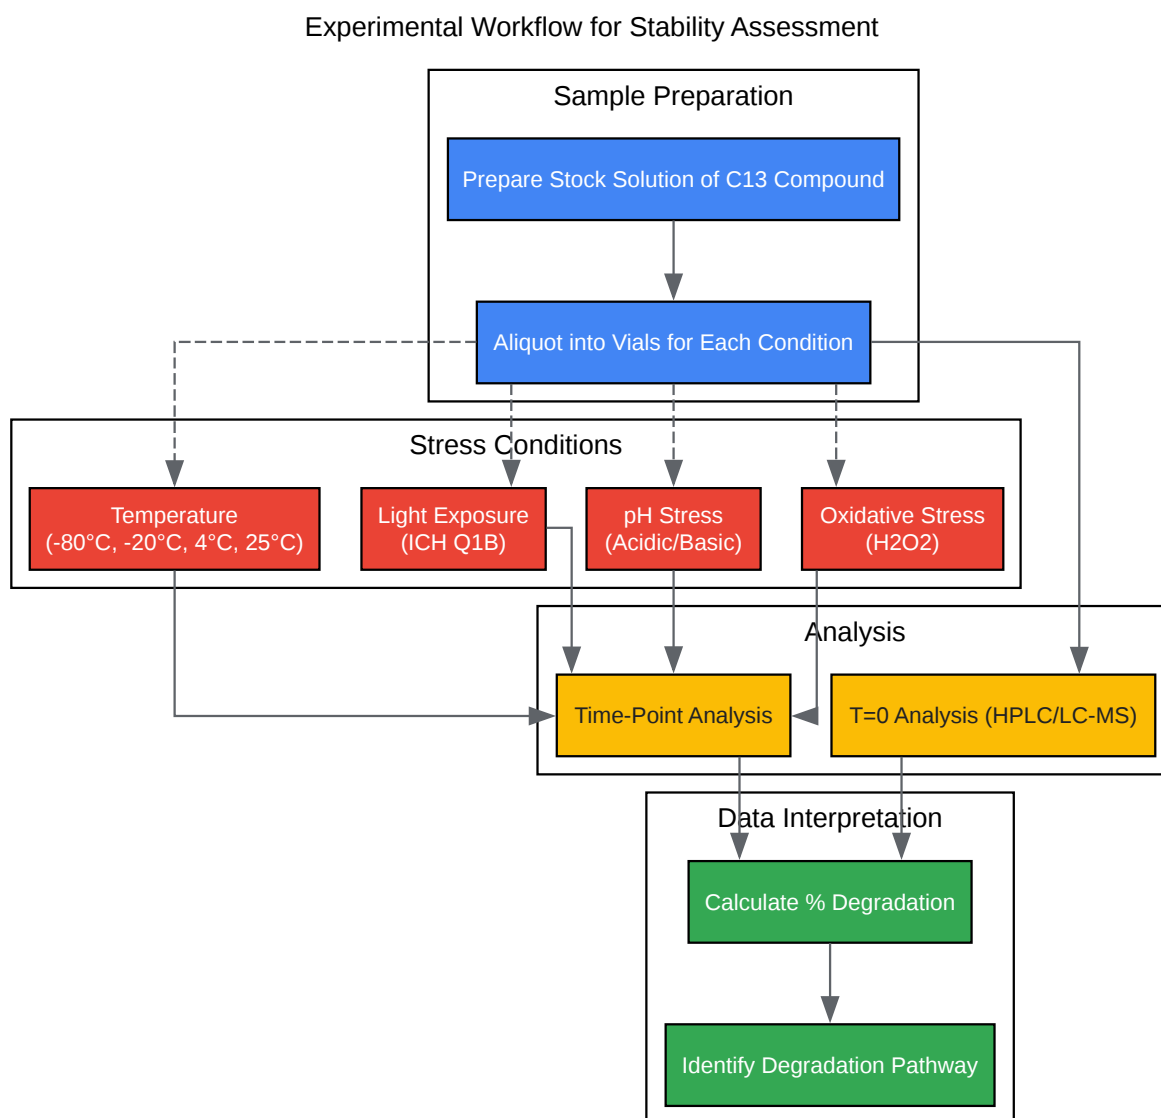 Experimental Workflow for Stability Assessment
Sample Preparation
Prepare Stock Solution of C13 Compound
Aliquot into Vials for Each Condition
Stress Conditions
Temperature
(-80°C, -20°C, 4°C, 25°C)
Light Exposure
(ICH Q1B)
pH Stress
(Acidic/Basic)
Oxidative Stress
(H2O2)
Analysis
Time-Point Analysis
T=0 Analysis (HPLC/LC-MS)
Data Interpretation
Calculate % Degradation
Identify Degradation Pathway